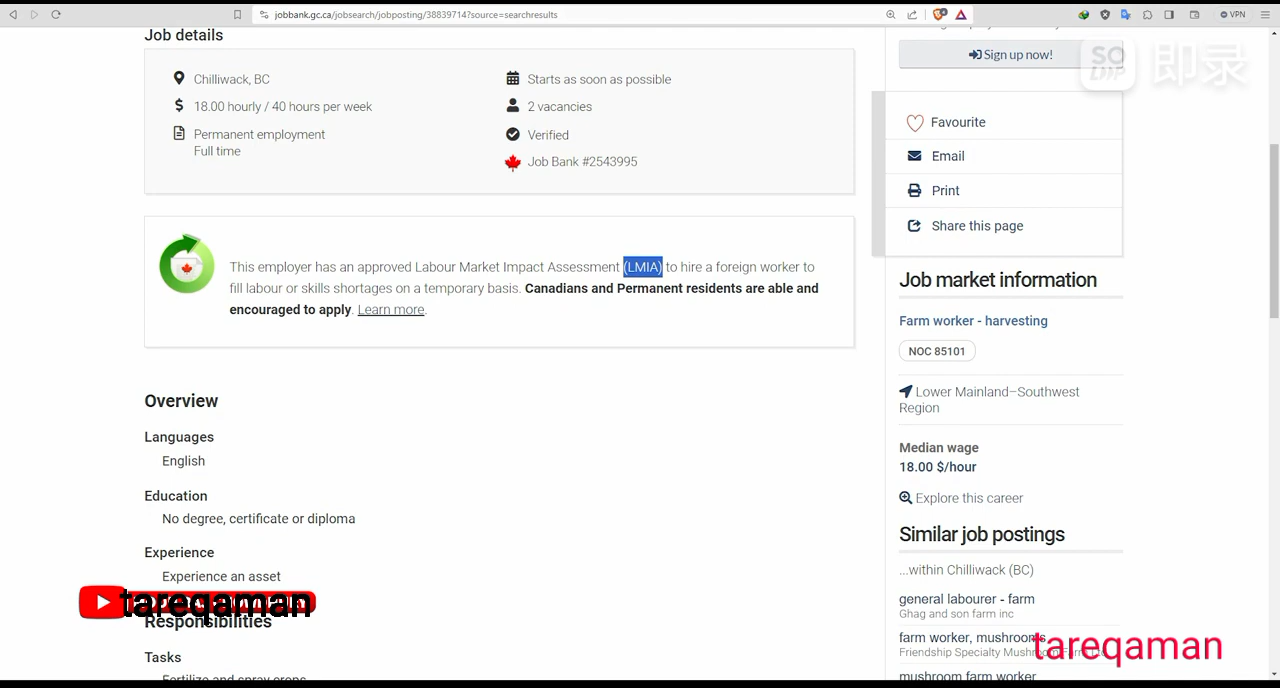 jobbank.gc.ca/jobsearch/jobposting/38839714?source=searchresults
VPN
Job details
Chilliwack, BC
18.00 hourly / 40 hours per week
Permanent employment
Full time
Starts as soon as possible
2 vacancies
Verified
Job Bank #2543995
This employer has an approved Labour Market Impact Assessment (LMIA) to hire a foreign worker to
fill labour or skills shortages on a temporary basis. Canadians and Permanent residents are able and
encouraged to apply. Learn more.
Overview
Languages
English
Education
No degree, certificate or diploma
Experience
Experience an asset
tareqaman
Responsibilities
Tasks
Fertilize and spray crops
Sign up now!
即录
Favourite
Email
Print
Share this page
Job market information
Farm worker - harvesting
NOC 85101
Lower Mainland–Southwest
Region
Median wage
18.00 $/hour
Explore this career
Similar job postings
...within Chilliwack (BC)
general labourer - farm
Ghag and son farm inc
farm worker, mushrooms
Friendship Specialty Mushroom
mushroom farm worker
tareqaman